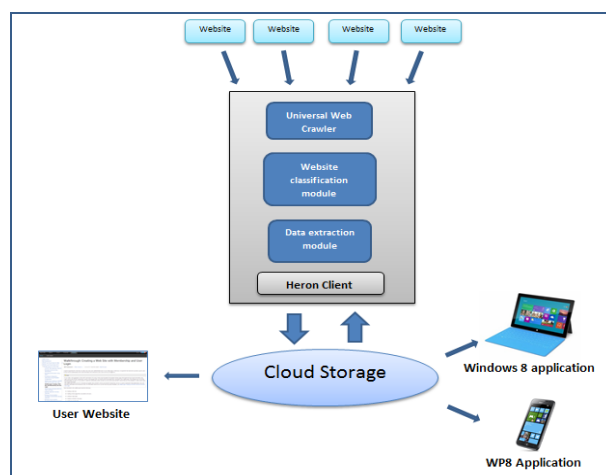 Website
Website
Website
Website
Universal Web
Crawler
Website
classification
module
Data extraction
module
Heron Client
Cloud Storage
User Website
Windows 8 application
WP8 Application